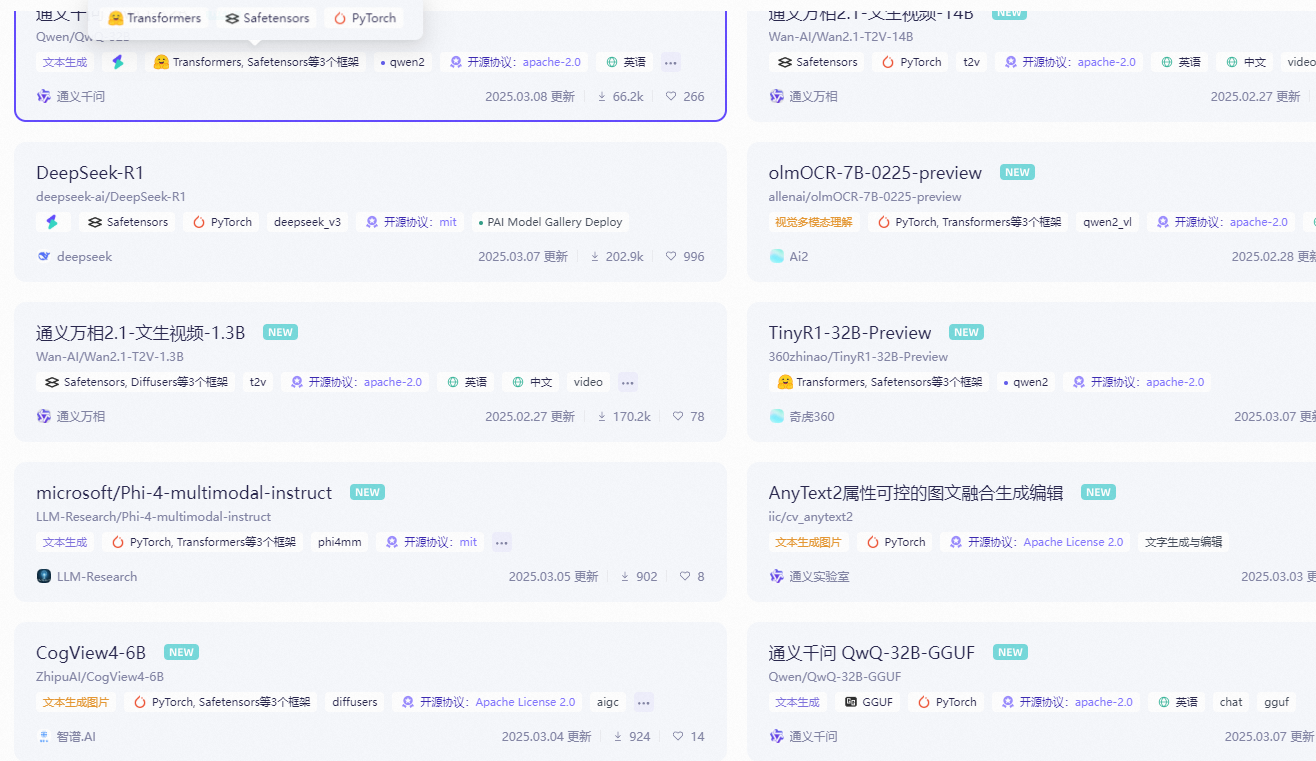 Transformers Safetensors PyTorch
通义千
Qwen/QwQ-32B
文本生成 Transformers, Safetensors等3个框架 qwen2 开源协议: apache-2.0 英语 ...
通义千问 2025.03.08 更新 66.2k 266
通义万相2.1-文生视频-14B NEW
Wan-AI/Wan2.1-T2V-14B
Safetensors PyTorch t2v 开源协议: apache-2.0 英语 中文 video
通义万相 2025.02.27 更新
DeepSeek-R1
deepseek-ai/DeepSeek-R1
Safetensors PyTorch deepseek_v3 开源协议: mit PAI Model Gallery Deploy
deepseek 2025.03.07 更新 202.9k 996
olmOCR-7B-0225-preview NEW
allenai/olmOCR-7B-0225-preview
视觉多模态理解 PyTorch, Transformers等3个框架 qwen2_vl 开源协议: apache-2.0
Ai2 2025.02.28 更新
通义万相2.1-文生视频-1.3B NEW
Wan-AI/Wan2.1-T2V-1.3B
Safetensors, Diffusers等3个框架 t2v 开源协议: apache-2.0 英语 中文 video ...
通义万相 2025.02.27 更新 170.2k 78
TinyR1-32B-Preview NEW
360zhinao/TinyR1-32B-Preview
Transformers, Safetensors等3个框架 qwen2 开源协议: apache-2.0
奇虎360 2025.03.07 更新
microsoft/Phi-4-multimodal-instruct NEW
LLM-Research/Phi-4-multimodal-instruct
文本生成 PyTorch, Transformers等3个框架 phi4mm 开源协议: mit ...
LLM-Research 2025.03.05 更新 902 8
AnyText2属性可控的图文融合生成编辑 NEW
iic/cv_anytext2
文本生成图片 PyTorch 开源协议: Apache License 2.0 文字生成与编辑
通义实验室 2025.03.03 更
CogView4-6B NEW
ZhipuAI/CogView4-6B
文本生成图片 PyTorch, Safetensors等3个框架 diffusers 开源协议: Apache License 2.0 aigc ...
智谱.AI 2025.03.04 更新 924 14
通义千问 QwQ-32B-GGUF NEW
Qwen/QwQ-32B-GGUF
文本生成 GGUF PyTorch 开源协议: apache-2.0 英语 chat gguf
通义千问 2025.03.07 更新